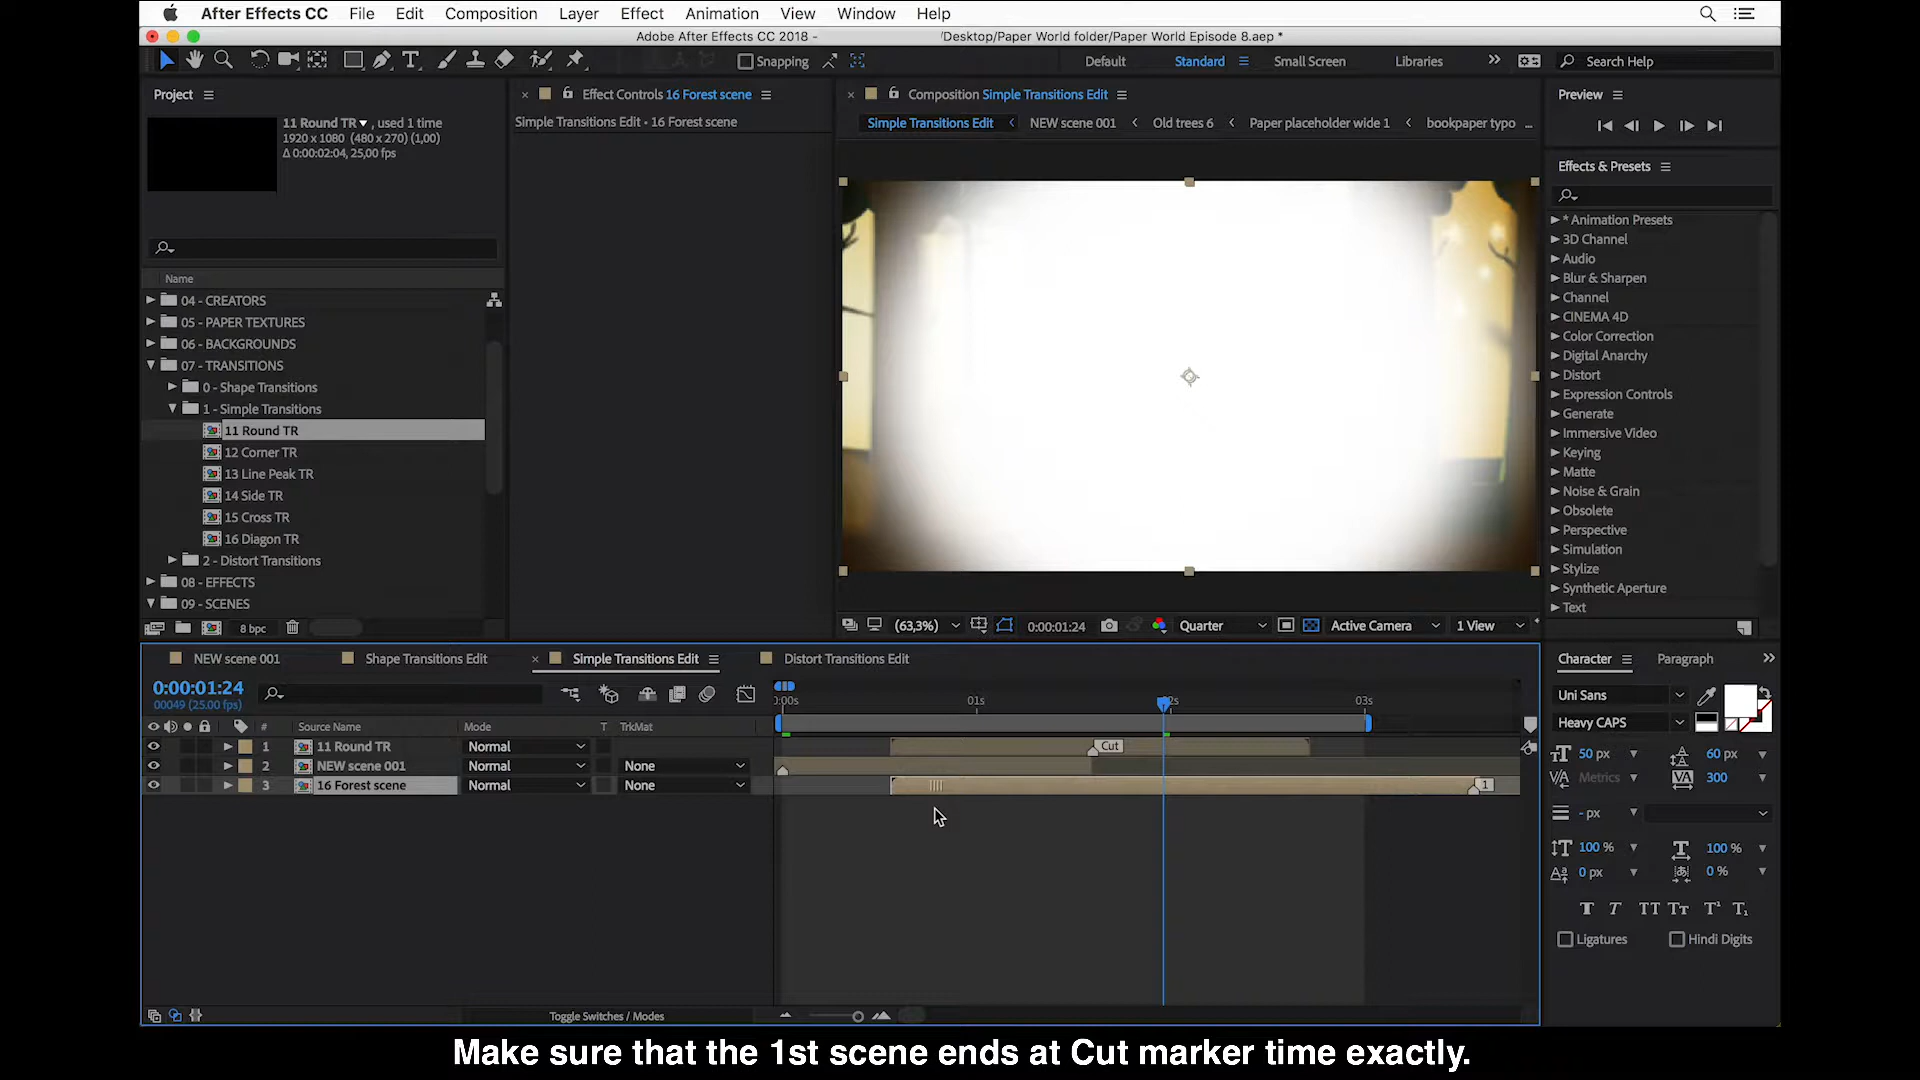 After Effects CC File Edit Composition Layer Effect Animation View Window Help
Adobe After Effects CC 2018 - /Desktop/Paper World folder/Paper World Episode 8.aep *
Snapping Default Standard Small Screen Libraries Search Help
Project
11 Round TR , used 1 time
1920 x 1080 (480 x 270) (1,00)
Δ 0:00:02:04, 25,00 fps
Name
04 - CREATORS
05 - PAPER TEXTURES
06 - BACKGROUNDS
07 - TRANSITIONS
0 - Shape Transitions
1 - Simple Transitions
11 Round TR
12 Corner TR
13 Line Peak TR
14 Side TR
15 Cross TR
16 Diagon TR
2 - Distort Transitions
08 - EFFECTS
09 - SCENES
8 bpc
Effect Controls 16 Forest scene
Simple Transitions Edit • 16 Forest scene
Composition Simple Transitions Edit
Simple Transitions Edit NEW scene 001 Old trees 6 Paper placeholder wide 1 bookpaper typo ...
(63,3%) 0:00:01:24 Quarter Active Camera 1 View
Preview
Effects & Presets
* Animation Presets
3D Channel
Audio
Blur & Sharpen
Channel
CINEMA 4D
Color Correction
Digital Anarchy
Distort
Expression Controls
Generate
Immersive Video
Keying
Matte
Noise & Grain
Obsolete
Perspective
Simulation
Stylize
Synthetic Aperture
Text
NEW scene 001 Shape Transitions Edit Simple Transitions Edit Distort Transitions Edit
0:00:01:24
00049 (25.00 fps)
01s 03s
# Source Name Mode T TrkMat
1 11 Round TR Normal Cut
2 NEW scene 001 Normal None
3 16 Forest scene Normal None 1
Toggle Switches / Modes
Character Paragraph
Uni Sans
Heavy CAPS
50 px 60 px
Metrics 300
- px
100 % 100 %
0 px 0 %
T T TT Tт T¹ T₁
Ligatures Hindi Digits
Make sure that the 1st scene ends at Cut marker time exactly.